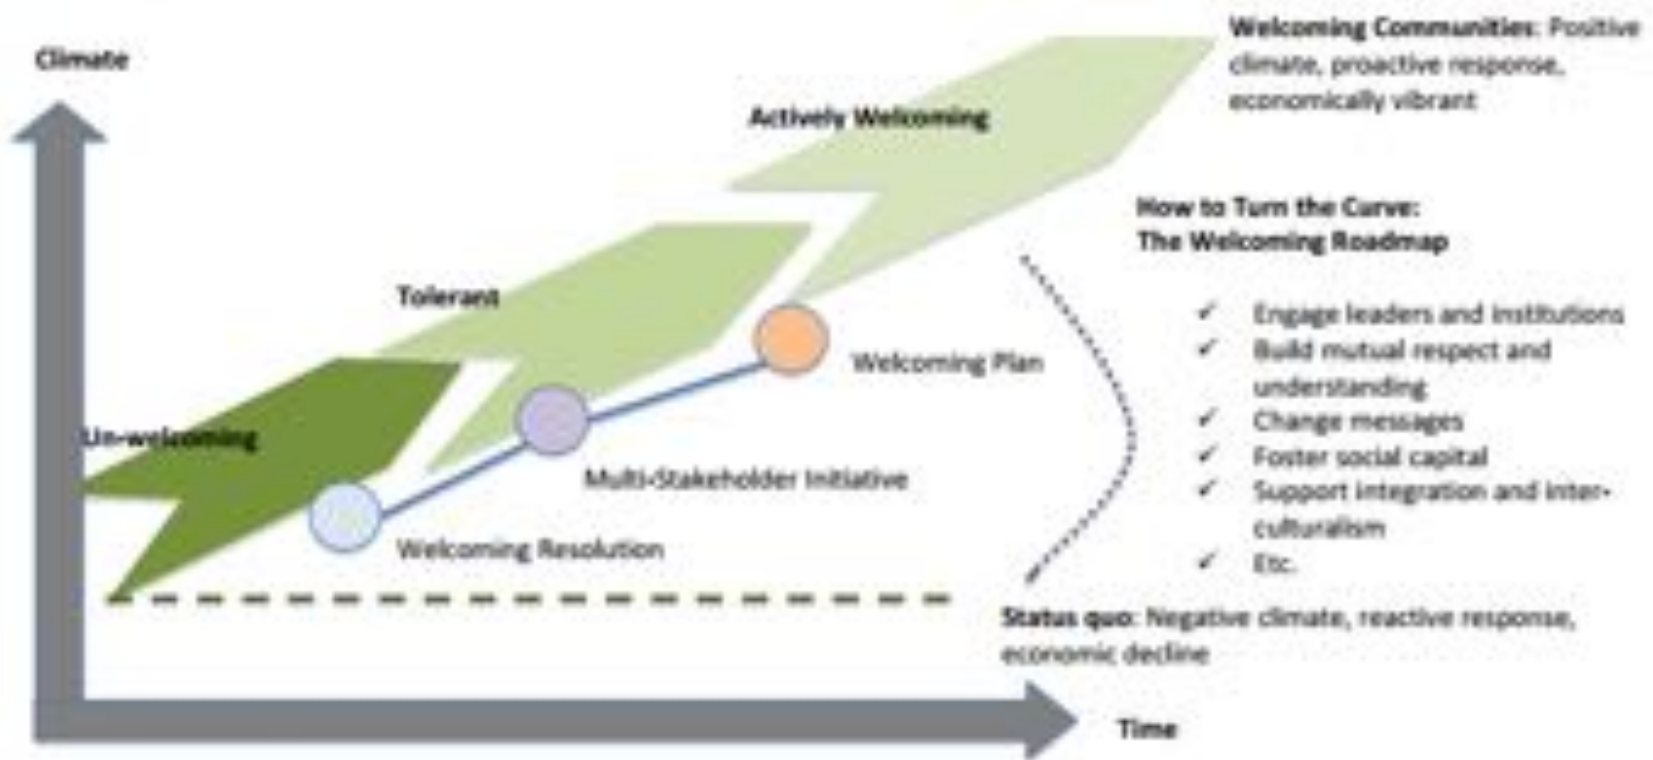 Climate
Welcoming Communities: Positive
climate, proactive response,
economically vibrant
Actively Welcoming
How to Turn the Curve:
The Welcoming Roadmap
Tolerant
✓ Engage leaders and institutions
✓ Build mutual respect and
understanding
✓ Change messages
✓ Foster social capital
✓ Support integration and inter-
culturalism
✓ Etc.
Welcoming Plan
Un-welcoming
Multi-Stakeholder Initiative
Welcoming Resolution
Status quo: Negative climate, reactive response,
economic decline
Time